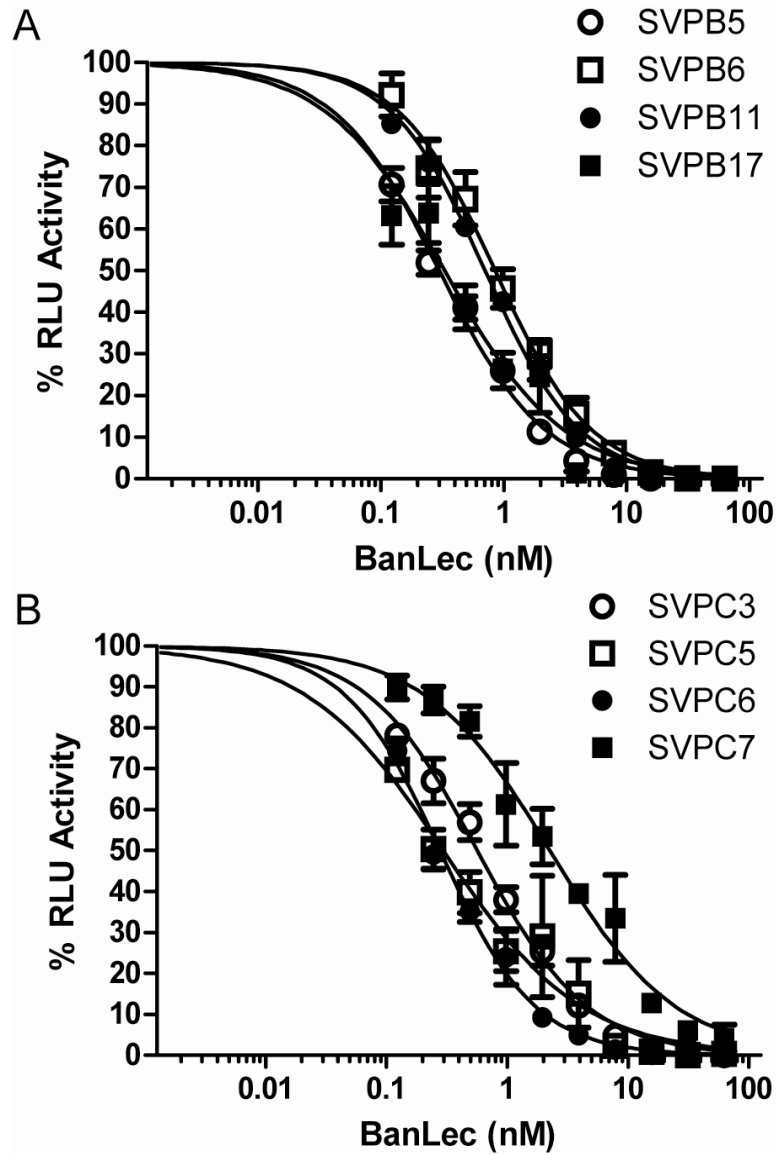 A
SVPB5
SVPB6
SVPB11
SVPB17
100
90
80
70
60
50
40
30
20
10
0
% RLU Activity
0.01
0.1
1
10
100
BanLec (nM)
B
SVPC3
SVPC5
SVPC6
SVPC7
100
90
80
70
60
50
40
30
20
10
0
% RLU Activity
0.01
0.1
1
10
100
BanLec (nM)